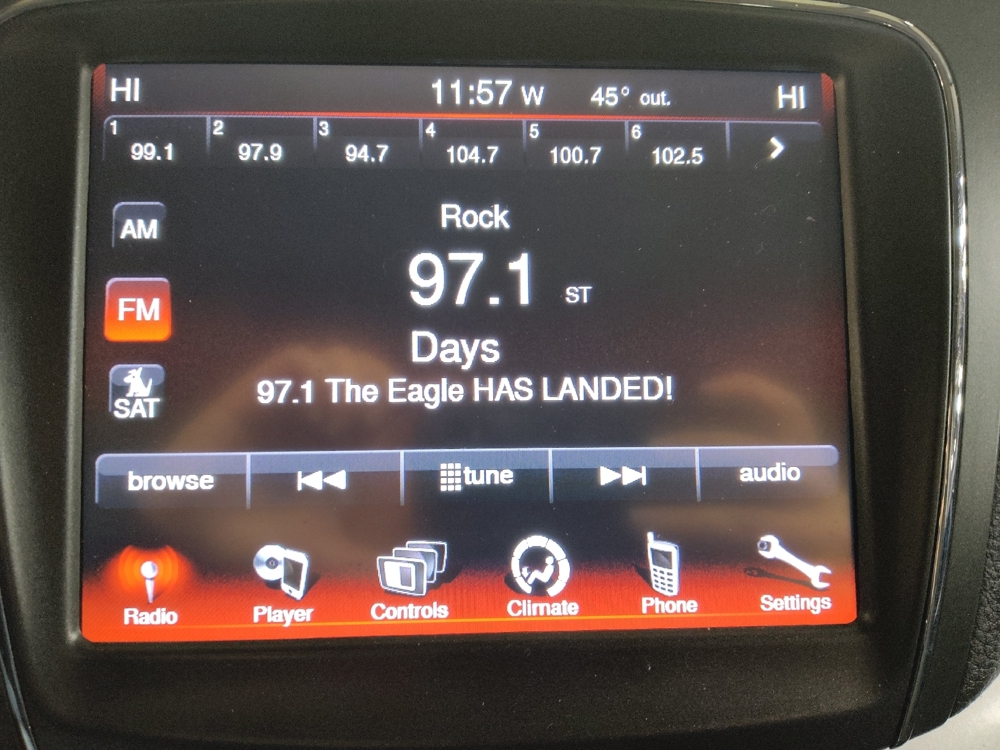 HI 11:57 W 45° out. HI
1 2 3 4 5 6
99.1 97.9 94.7 104.7 100.7 102.5
AM
Rock
97.1 ST
FM
Days
97.1 The Eagle HAS LANDED!
SAT
browse tune audio
Radio Player Controls Climate Phone Settings